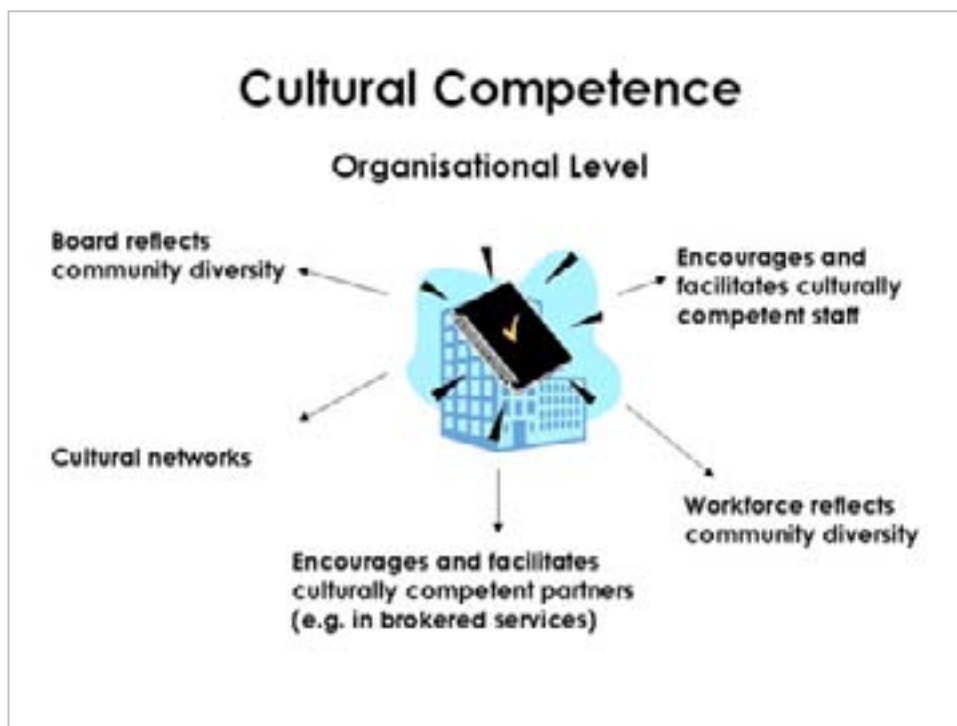 Cultural Competence
Organisational Level
Board reflects
community diversity
Encourages and
facilitates culturally
competent staff
Cultural networks
Workforce reflects
community diversity
Encourages and facilitates
culturally competent partners
(e.g. in brokered services)